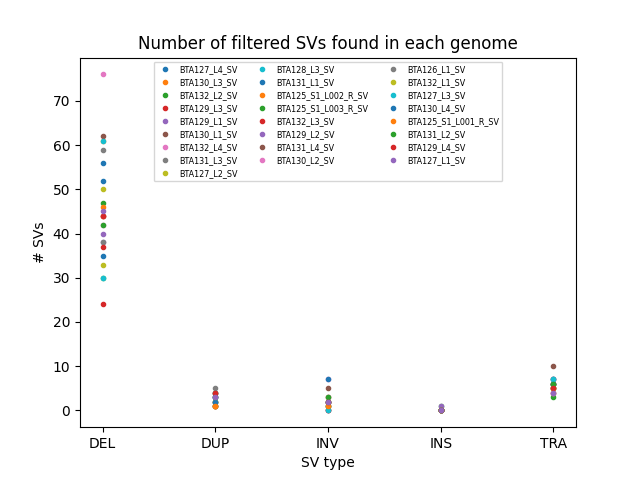 Number of filtered SVs found in each genome
BTA127_L4_SV
BTA130_L3_SV
BTA132_L2_SV
BTA129_L3_SV
BTA129_L1_SV
BTA130_L1_SV
BTA132_L4_SV
BTA131_L3_SV
BTA127_L2_SV
BTA128_L3_SV
BTA131_L1_SV
BTA125_S1_L002_R_SV
BTA125_S1_L003_R_SV
BTA132_L3_SV
BTA129_L2_SV
BTA131_L4_SV
BTA130_L2_SV
BTA126_L1_SV
BTA132_L1_SV
BTA127_L3_SV
BTA130_L4_SV
BTA125_S1_L001_R_SV
BTA131_L2_SV
BTA129_L4_SV
BTA127_L1_SV
# SVs
70
60
50
40
30
20
10
0
DEL DUP INV INS TRA
SV type